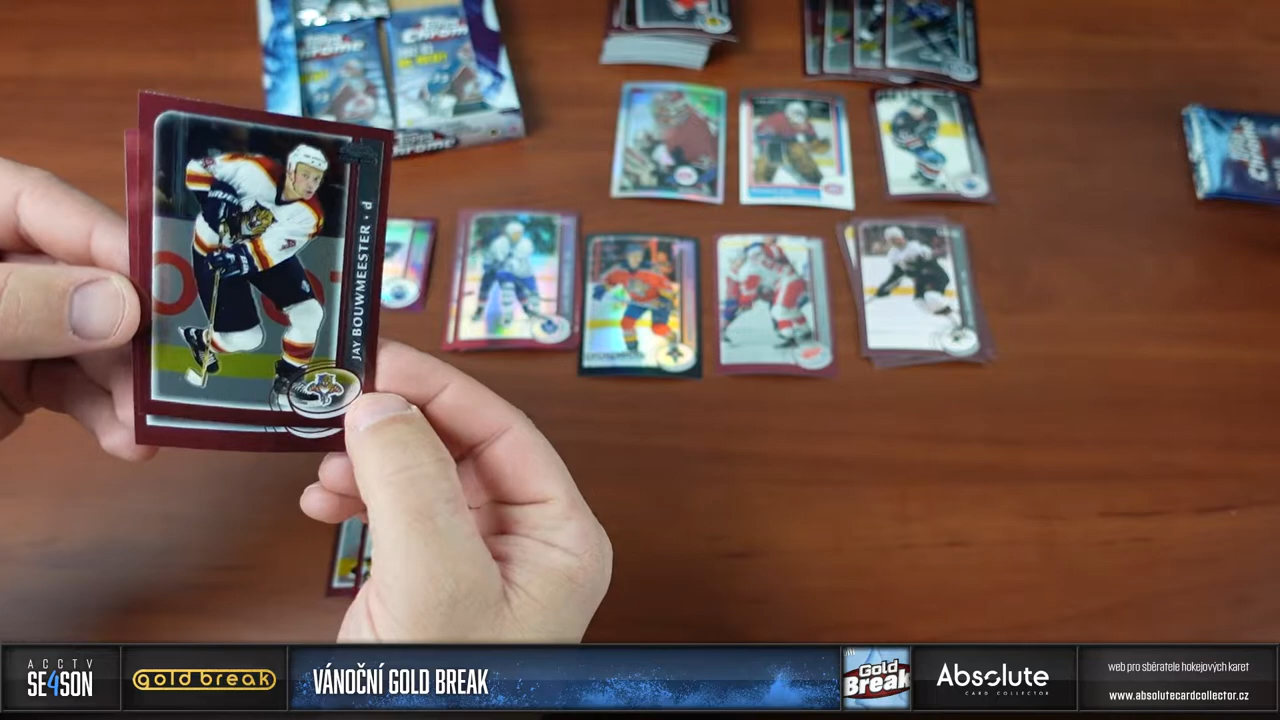 Topps
Chrome
JAY BOUWMEESTER • d
ACCTV
SE4SON
gold break
VÁNOČNÍ GOLD BREAK
Gold
Break
Absolute
CARD COLLECTOR
web pro sběratele hokejových karet
www.absolutecardcollector.cz